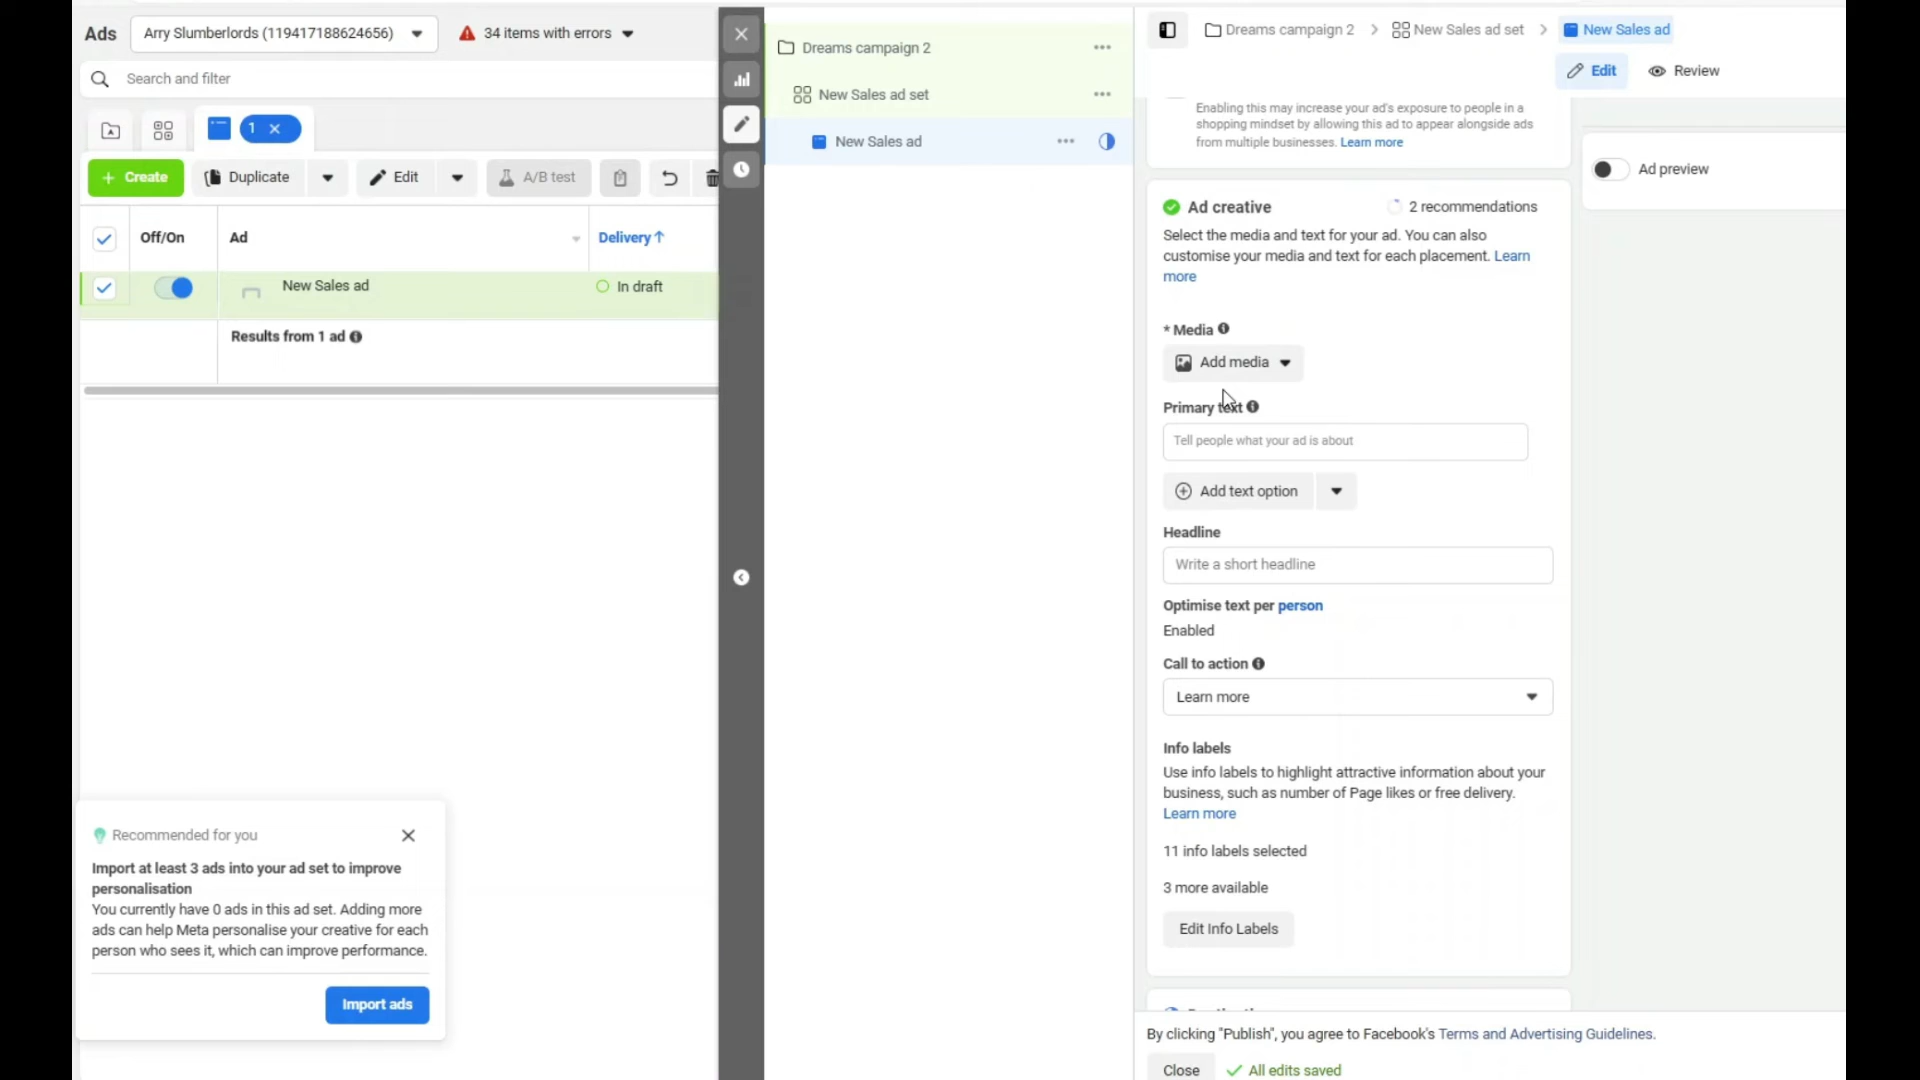 Ads
Arry Slumberlords (119417188624656)
34 items with errors
Search and filter
1
Create
Duplicate
Edit
A/B test
Off/On
Ad
Delivery↑
New Sales ad
In draft
Results from 1 ad
Recommended for you
Import at least 3 ads into your ad set to improve
personalisation
You currently have 0 ads in this ad set. Adding more
ads can help Meta personalise your creative for each
person who sees it, which can improve performance.
Import ads
Dreams campaign 2
New Sales ad set
New Sales ad
Dreams campaign 2
New Sales ad set
New Sales ad
Edit
Review
Enabling this may increase your ad's exposure to people in a
shopping mindset by allowing this ad to appear alongside ads
from multiple businesses. Learn more
Ad preview
Ad creative
2 recommendations
Select the media and text for your ad. You can also
customise your media and text for each placement. Learn
more
* Media
Add media
Primary text
Tell people what your ad is about
Add text option
Headline
Write a short headline
Optimise text per person
Enabled
Call to action
Learn more
Info labels
Use info labels to highlight attractive information about your
business, such as number of Page likes or free delivery.
Learn more
11 info labels selected
3 more available
Edit Info Labels
By clicking "Publish", you agree to Facebook's Terms and Advertising Guidelines.
Close
All edits saved